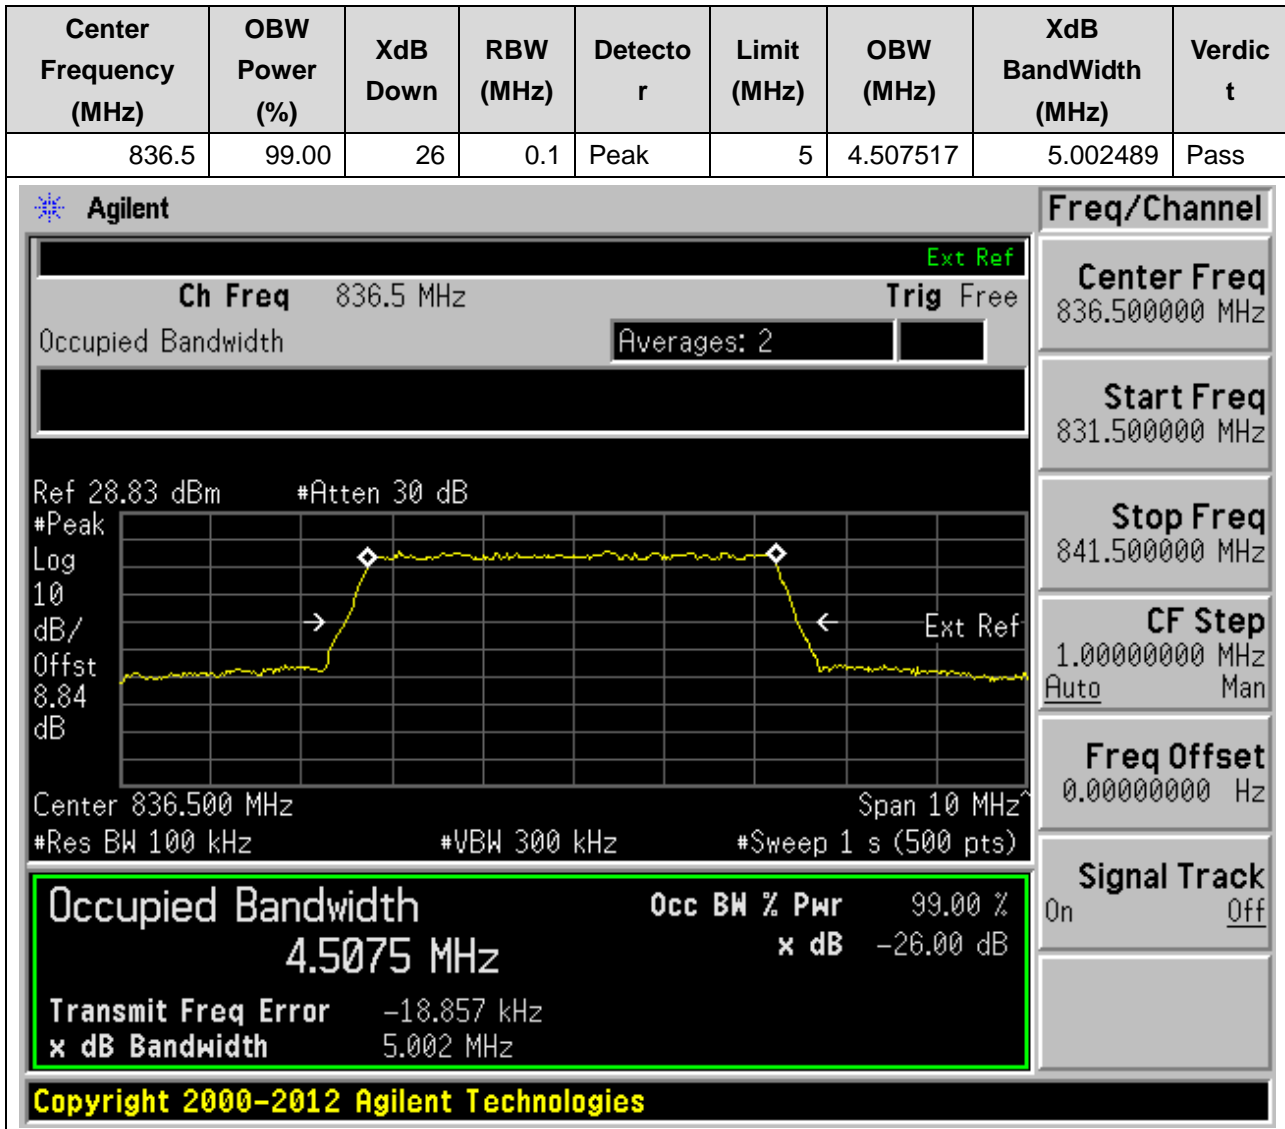 Center Frequency (MHz) OBW Power (%) XdB Down RBW (MHz) Detecto r Limit (MHz) OBW (MHz) XdB BandWidth (MHz) Verdic t
836.5 99.00 26 0.1 Peak 5 4.507517 5.002489 Pass
Agilent
Freq/Channel
Ext Ref
Ch Freq 836.5 MHz Trig Free
Occupied Bandwidth Averages: 2
Center Freq
836.500000 MHz
Start Freq
831.500000 MHz
Stop Freq
841.500000 MHz
CF Step
1.00000000 MHz
Auto Man
Freq Offset
0.00000000 Hz
Signal Track
On Off
Ref 28.83 dBm #Atten 30 dB
#Peak
Log
10
dB/
Offst
8.84
dB
Ext Ref
Center 836.500 MHz Span 10 MHz^
#Res BW 100 kHz #VBW 300 kHz #Sweep 1 s (500 pts)
Occupied Bandwidth Occ BW % Pwr 99.00 %
4.5075 MHz x dB -26.00 dB
Transmit Freq Error -18.857 kHz
x dB Bandwidth 5.002 MHz
Copyright 2000-2012 Agilent Technologies